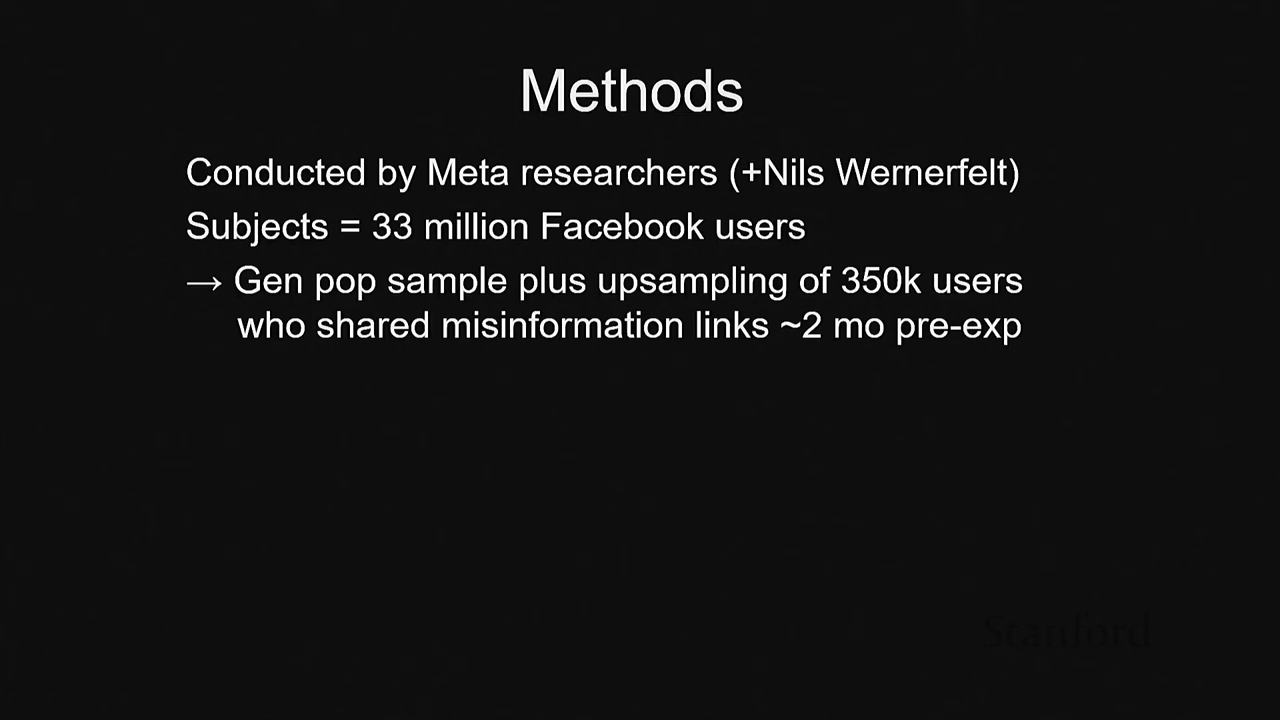 Methods
Conducted by Meta researchers (+Nils Wernerfelt)
Subjects = 33 million Facebook users
→ Gen pop sample plus upsampling of 350k users
who shared misinformation links ~2 mo pre-exp
Stanford